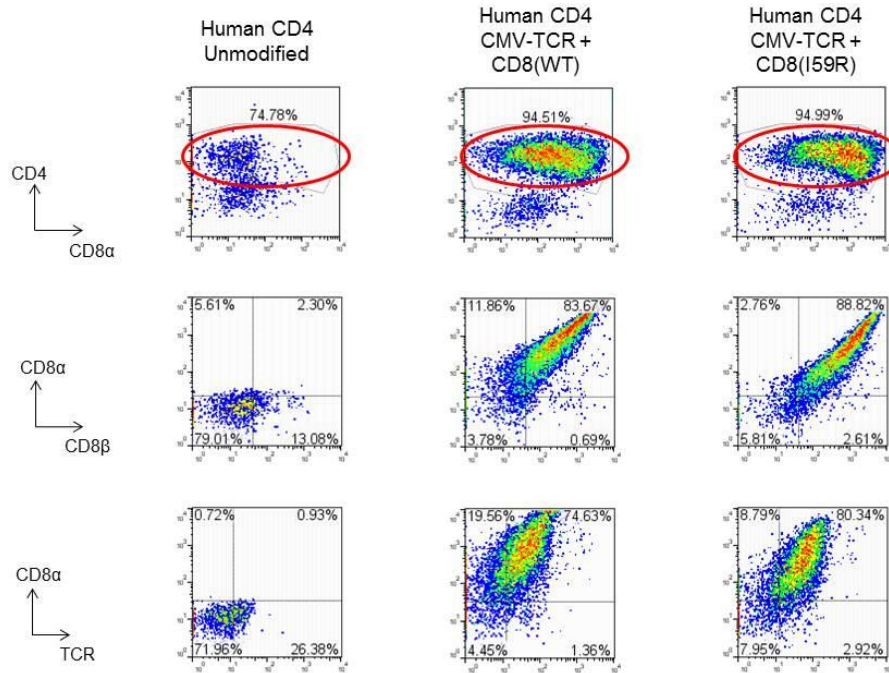 Human CD4
Unmodified
Human CD4
CMV-TCR +
CD8(WT)
Human CD4
CMV-TCR +
CD8(I59R)
74.78%
94.51%
94.99%
CD4
CD8α
5.61% 2.30%
11.86% 83.67%
2.76% 88.82%
CD8α
CD8β
79.01% 13.08%
3.78% 0.69%
5.81% 2.61%
0.72% 0.93%
19.56% 74.63%
8.79% 80.34%
CD8α
TCR
71.96% 26.38%
4.45% 1.36%
7.95% 2.92%